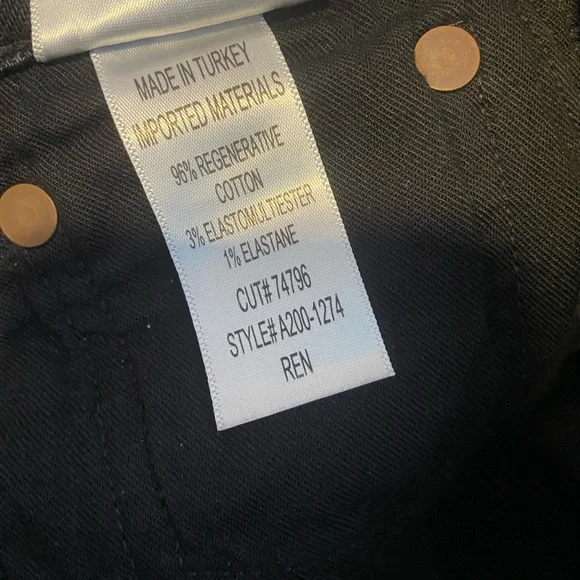 MADE IN TURKEY
IMPORTED MATERIALS
96% REGENERATIVE
COTTON
3% ELASTOMULTIESTER
1% ELASTANE
CUT# 74796
STYLE# A200-1274
REN